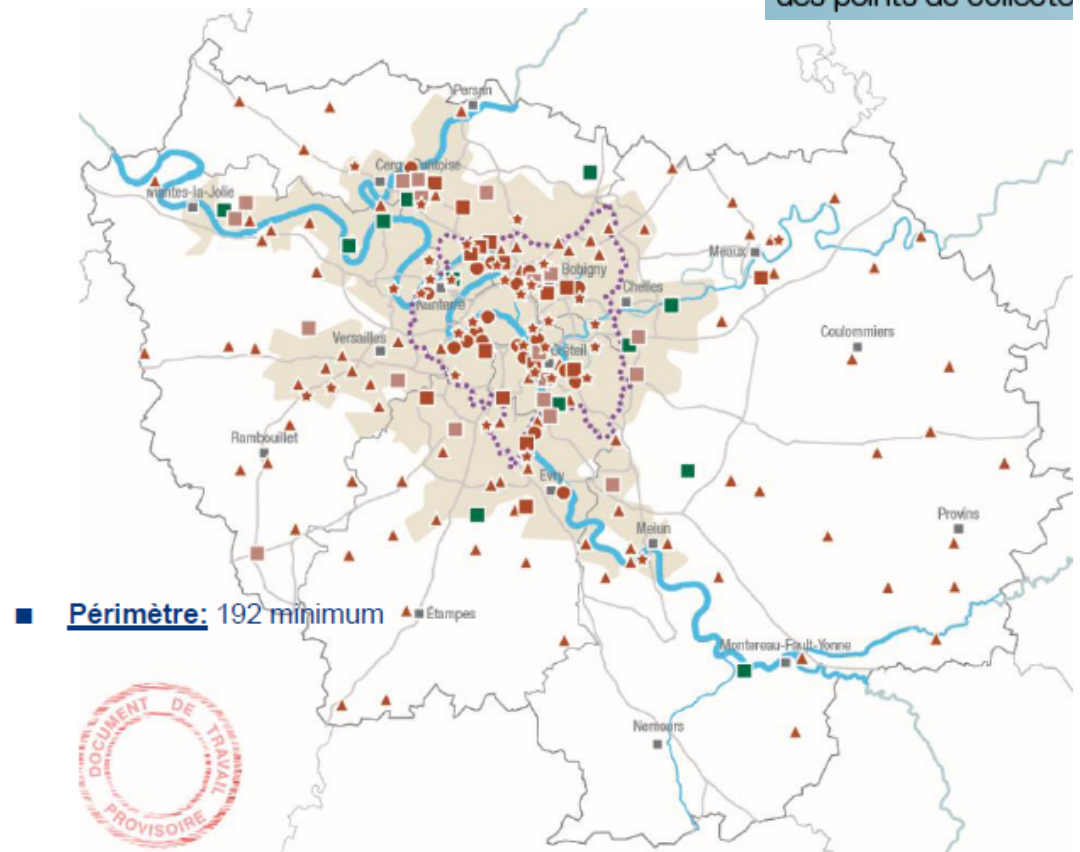 des points de collecte
Persan
Cergy-Pontoise
Mantes-la-Jolie
Meaux
Bobigny
Chelles
Nanterre
Versailles
Créteil
Coulommiers
Rambouillet
Evry
Provins
Melun
■ Périmètre: 192 minimum
Étampes
Montereau-Fault-Yonne
Nemours
DOCUMENT DE TRAVAIL
PROVISOIRE